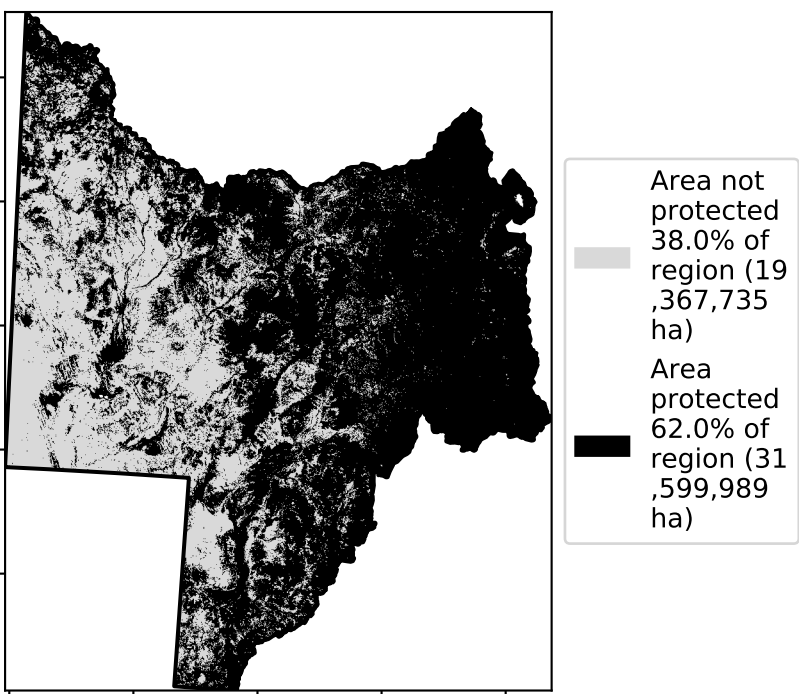 Area not
protected
38.0% of
region (19
,367,735
ha)
Area
protected
62.0% of
region (31
,599,989
ha)